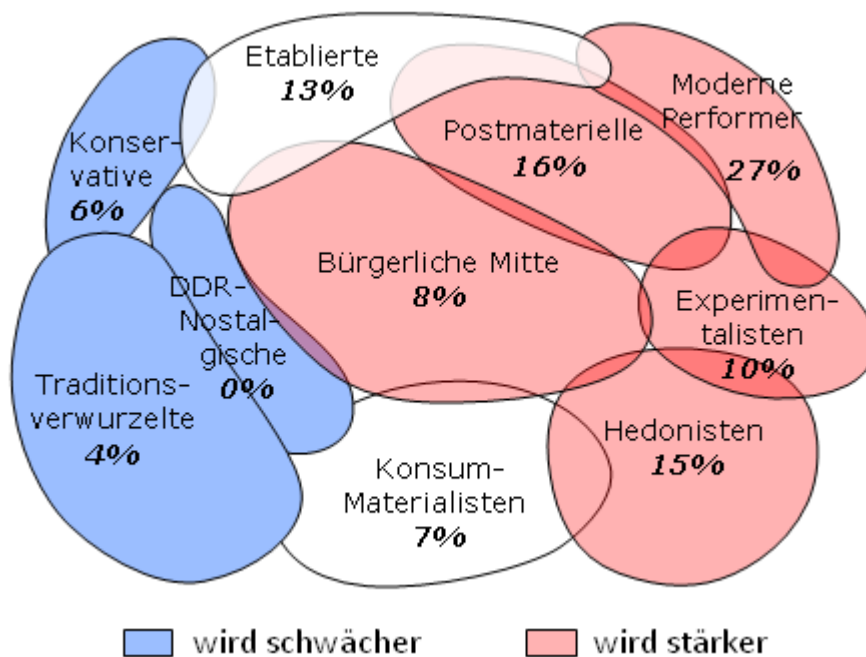 Etablierte
13%
Moderne
Performer
27%
Konser-
vative
6%
Postmaterielle
16%
Bürgerliche Mitte
8%
DDR-
Nostal-
gische
0%
Experimen-
talisten
10%
Traditions-
verwurzelte
4%
Hedonisten
15%
Konsum-
Materialisten
7%
wird schwächer
wird stärker